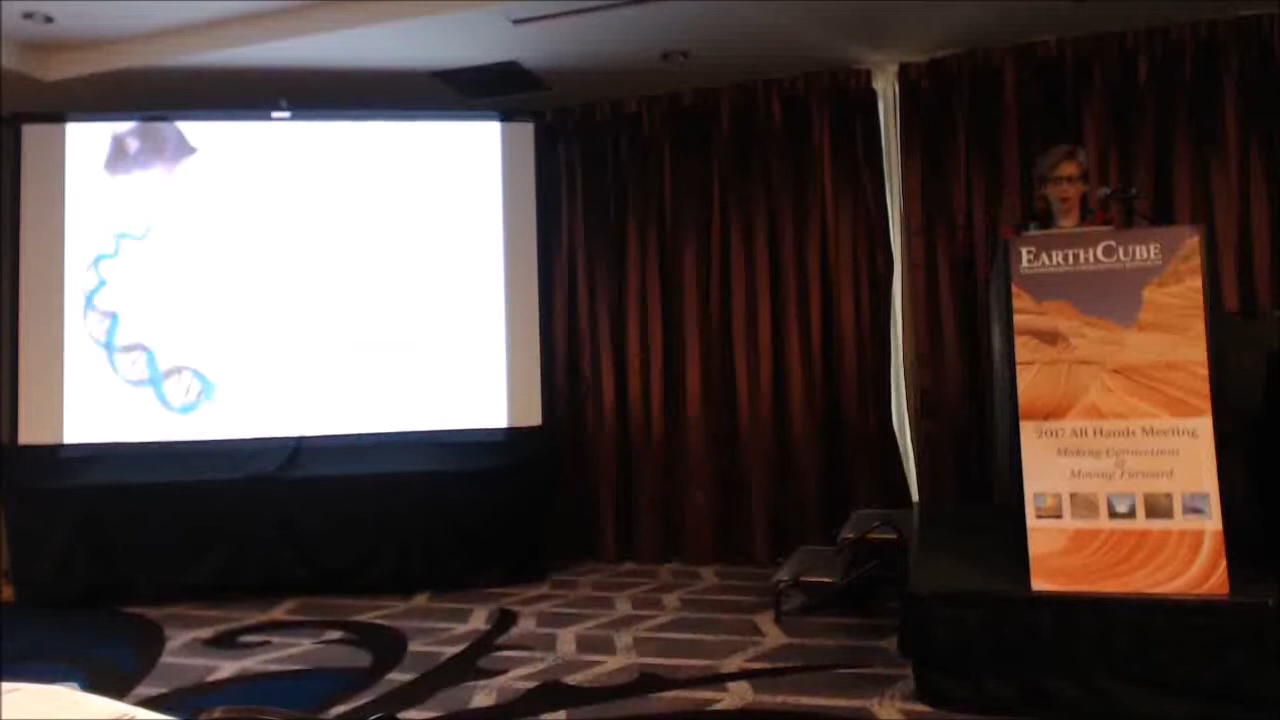 EARTHCUBE
2017 All Hands Meeting
Making Connections
&
Moving Forward